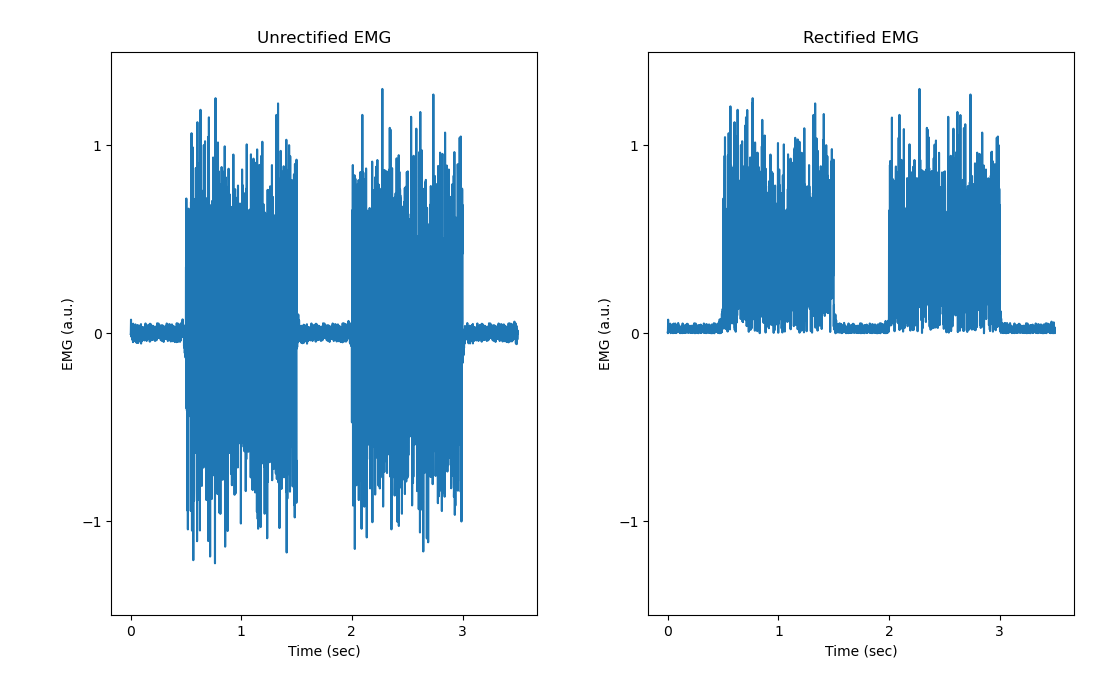 Unrectified EMG
EMG (a.u.)
1
0
−1
0 1 2 3
Time (sec)
Rectified EMG
EMG (a.u.)
1
0
−1
0 1 2 3
Time (sec)